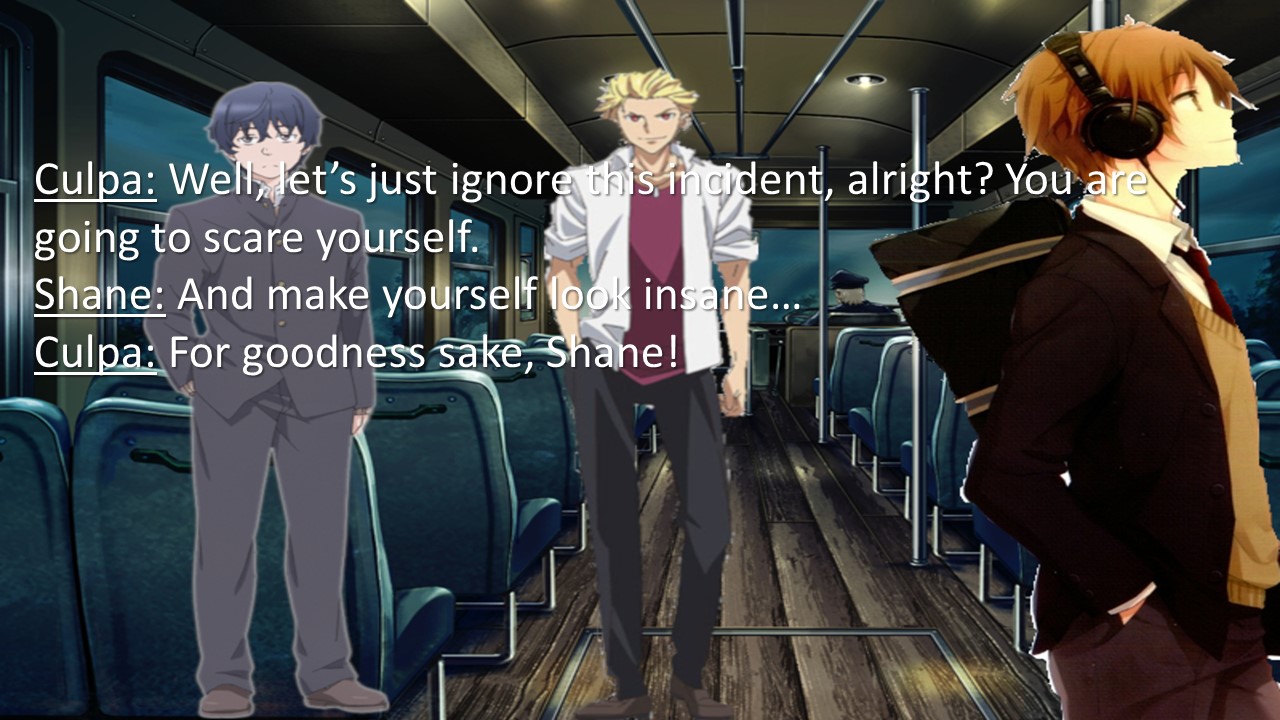 Culpa: Well, let’s just ignore this incident, alright? You are
going to scare yourself.
Shane: And make yourself look insane…
Culpa: For goodness sake, Shane!